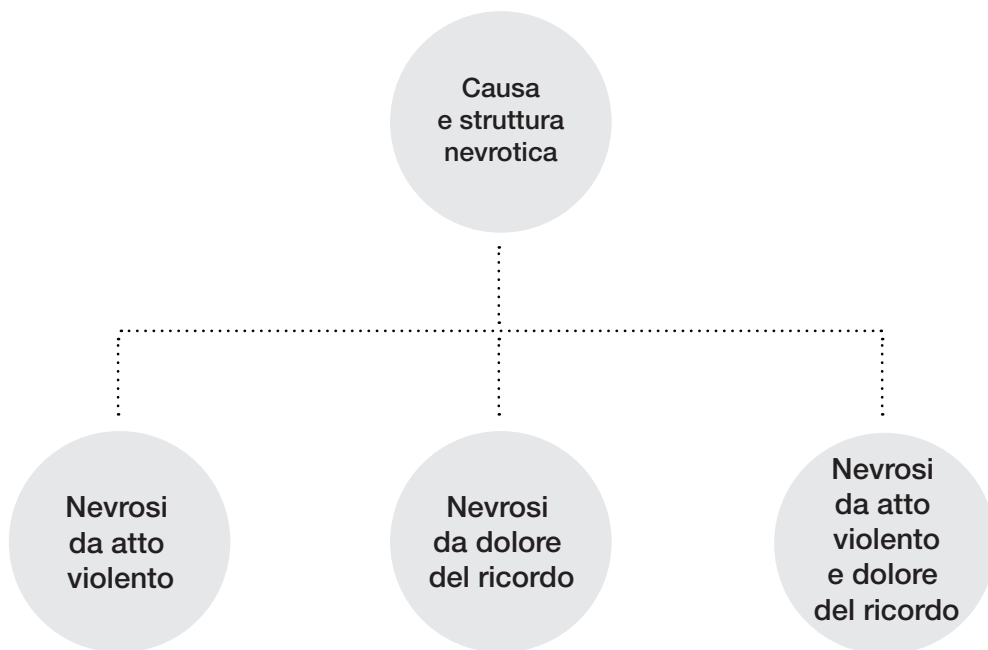 Causa
e struttura
nevrotica
Nevrosi
da atto
violento
Nevrosi
da dolore
del ricordo
Nevrosi
da atto
violento
e dolore
del ricordo